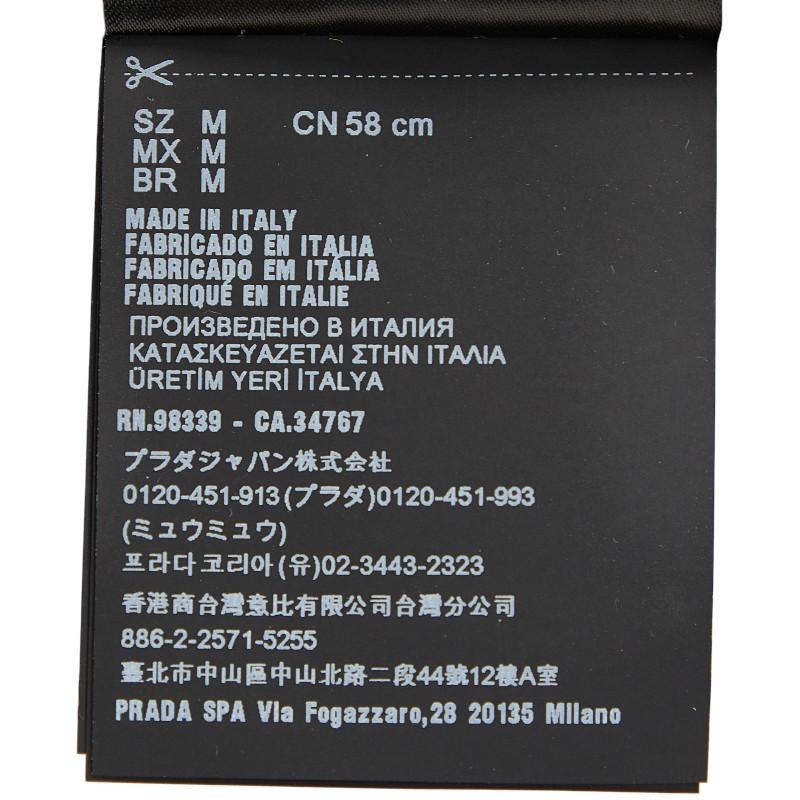 SZ M CN 58 cm
MX M
BR M
MADE IN ITALY
FABRICADO EN ITALIA
FABRICADO EM ITÁLIA
FABRIQUÉ EN ITALIE
ПРОИЗВЕДЕНО В ИТАЛИЯ
ΚΑΤΑΣΚΕΥΑΖΕΤΑΙ ΣΤΗΝ ΙΤΑΛΙΑ
ÜRETİM YERİ İTALYA
RN.98339 - CA.34767
プラダジャパン株式会社
0120-451-913(プラダ)0120-451-993
(ミュウミュウ)
프라다코리아(유)02-3443-2323
香港商台灣意比有限公司台灣分公司
886-2-2571-5255
臺北市中山區中山北路二段44號12樓A室
PRADA SPA Via Fogazzaro,28 20135 Milano